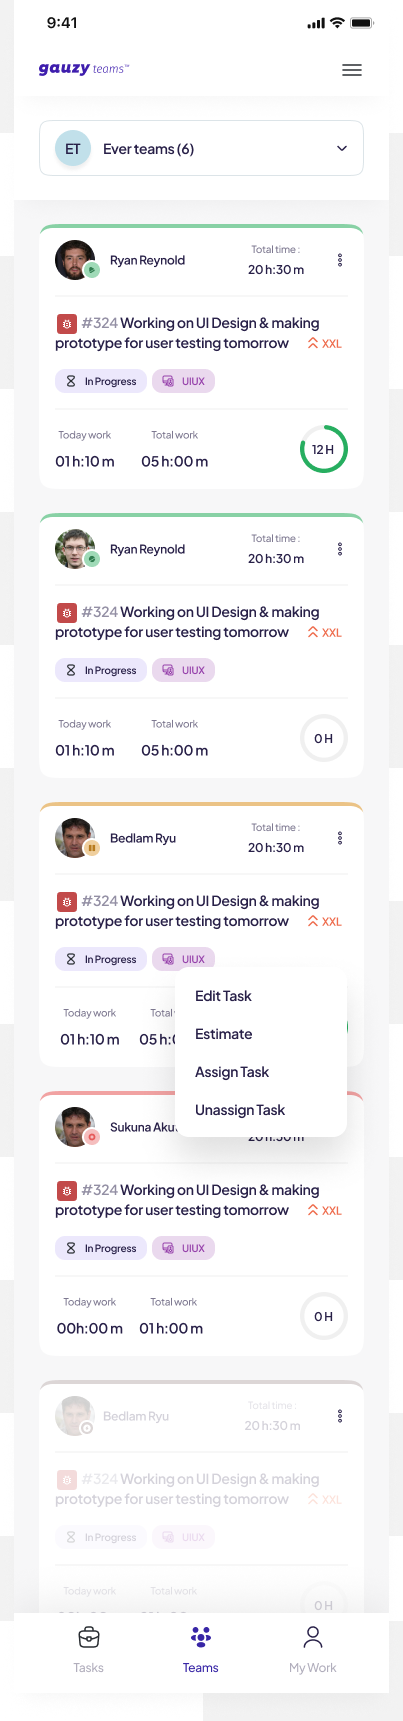 9:41
gauzy teams™
ET Ever teams (6)
Ryan Reynold
Total time :
20 h:30 m
#324 Working on UI Design & making
prototype for user testing tomorrow XXL
In Progress UIUX
Today work Total work
01 h:10 m 05 h:00 m 12 H
Ryan Reynold
Total time :
20 h:30 m
#324 Working on UI Design & making
prototype for user testing tomorrow XXL
In Progress UIUX
Today work Total work
01 h:10 m 05 h:00 m 0 H
Bedlam Ryu
Total time :
20 h:30 m
#324 Working on UI Design & making
prototype for user testing tomorrow XXL
In Progress UIUX
Today work
01 h:10 m
Edit Task
Estimate
Assign Task
Unassign Task
Sukuna
20 h:30 m
#324 Working on UI Design & making
prototype for user testing tomorrow XXL
In Progress UIUX
Today work Total work
00h:00 m 01 h:00 m 0 H
Bedlam Ryu
Total time :
20 h:30 m
#324 Working on UI Design & making
prototype for user testing tomorrow XXL
In Progress UIUX
Today work Total work
0 H
Tasks Teams My Work